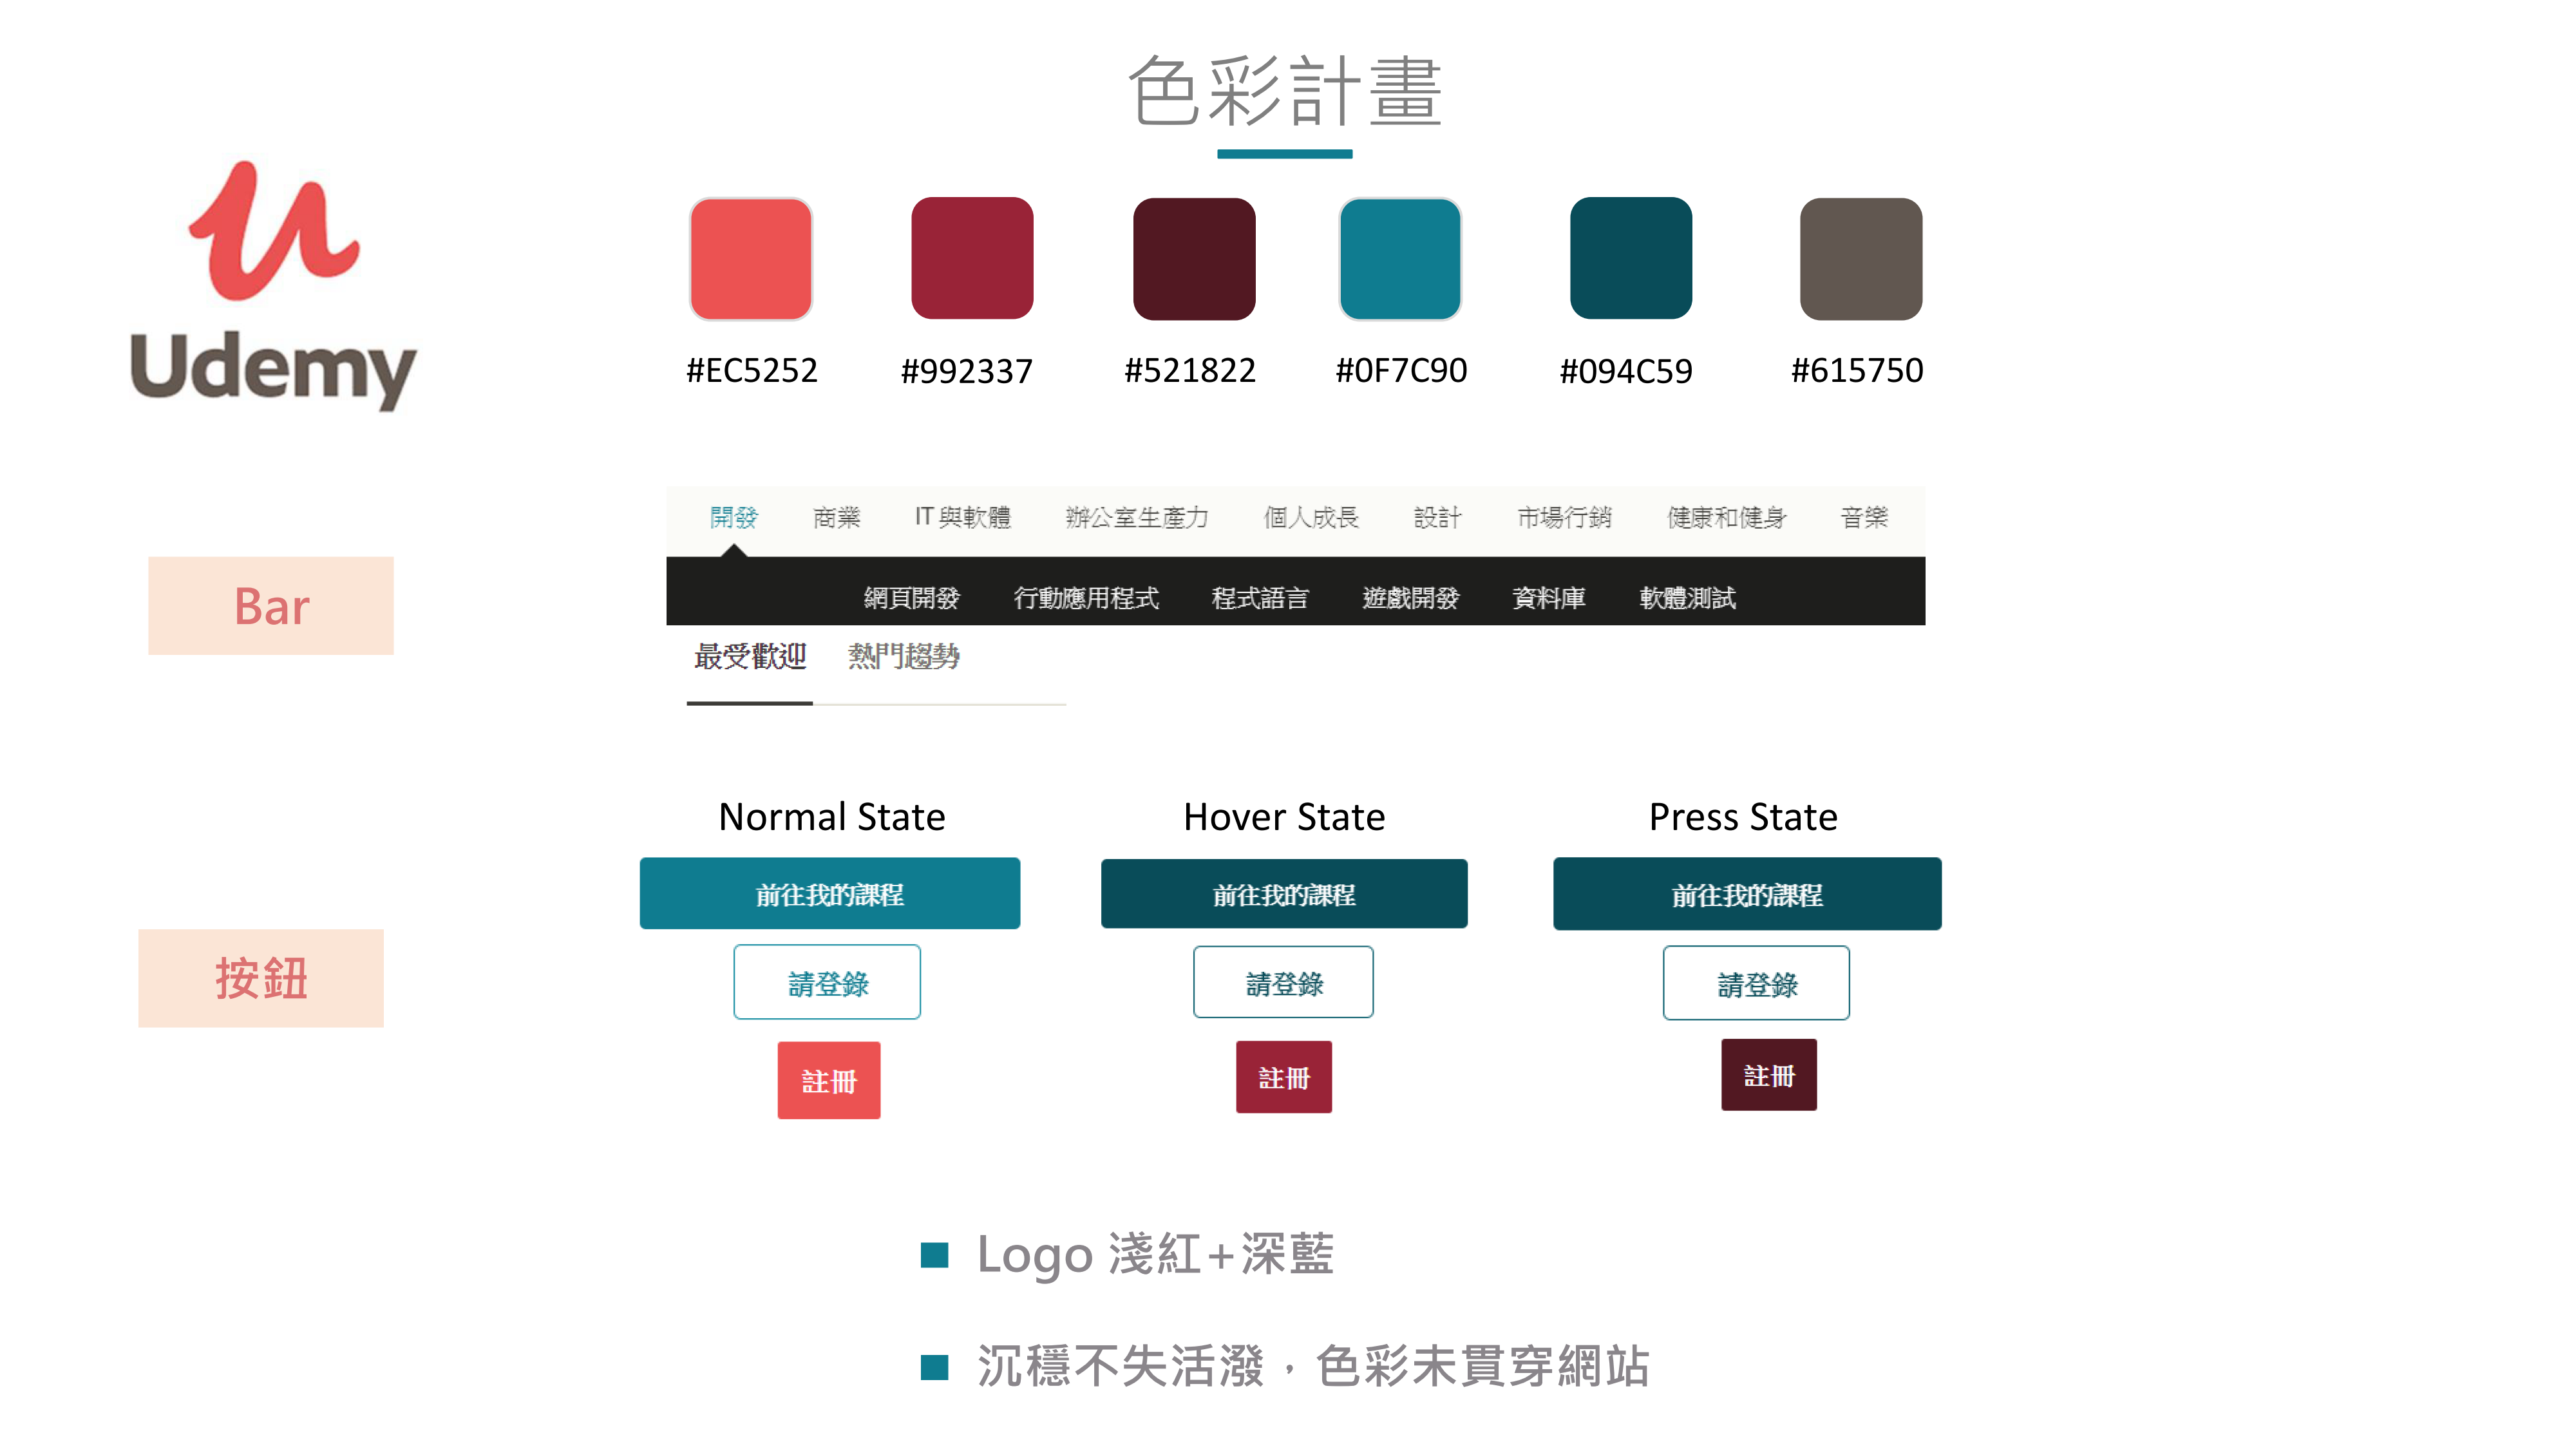 色彩計畫
Udemy
#EC5252 #992337 #521822 #0F7C90 #094C59 #615750
開發 商業 IT 與軟體 辦公室生產力 個人成長 設計 市場行銷 健康和健身 音樂
Bar
網頁開發 行動應用程式 程式語言 遊戲開發 資料庫 軟體測試
最受歡迎 熱門趨勢
Normal State Hover State Press State
前往我的課程 前往我的課程 前往我的課程
按鈕
請登錄 請登錄 請登錄
註冊 註冊 註冊
Logo 淺紅+深藍
沉穩不失活潑，色彩未貫穿網站